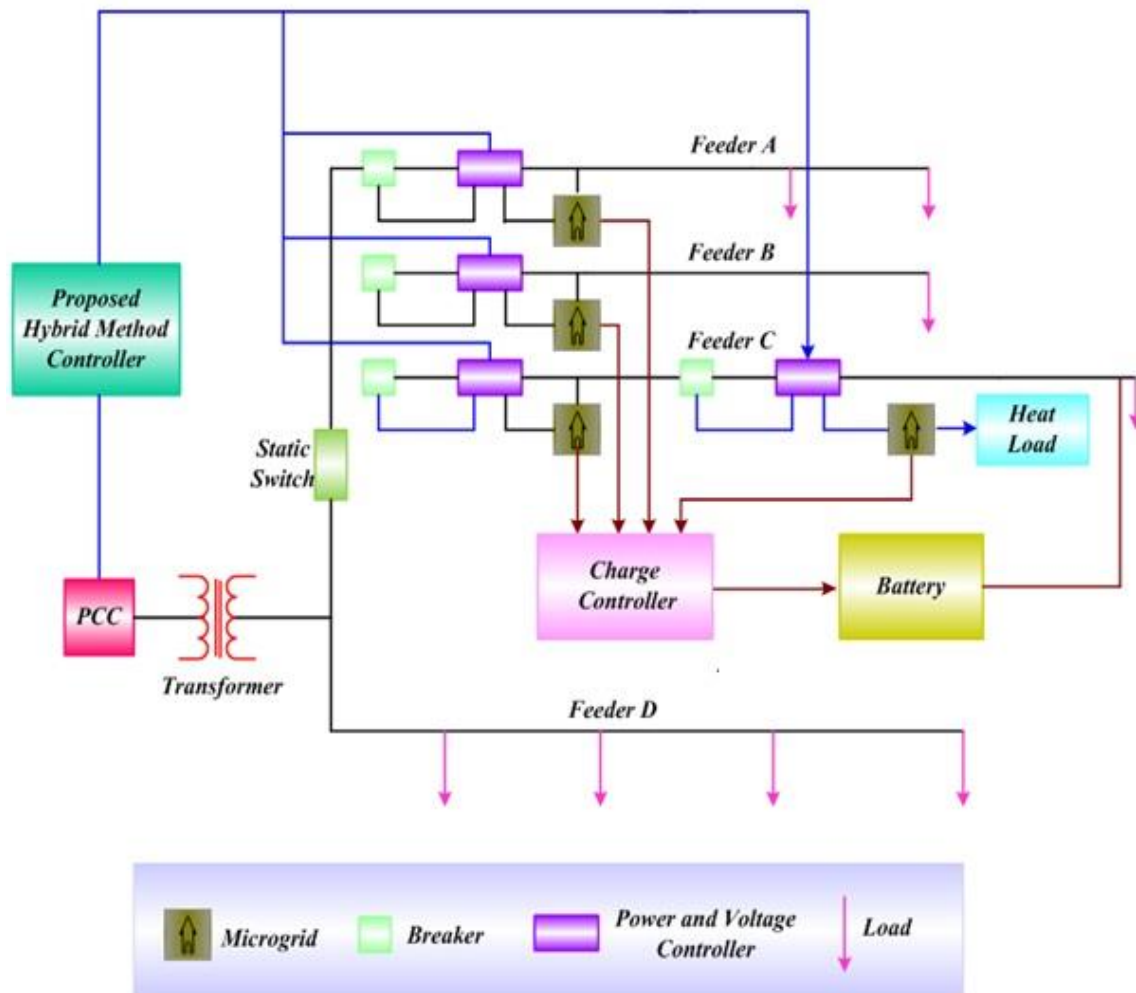 Feeder A
Feeder B
Proposed
Hybrid Method
Controller
Feeder C
Heat
Load
Static
Switch
Charge
Controller
Battery
PCC
Transformer
Feeder D
Microgrid
Breaker
Power and Voltage
Controller
Load